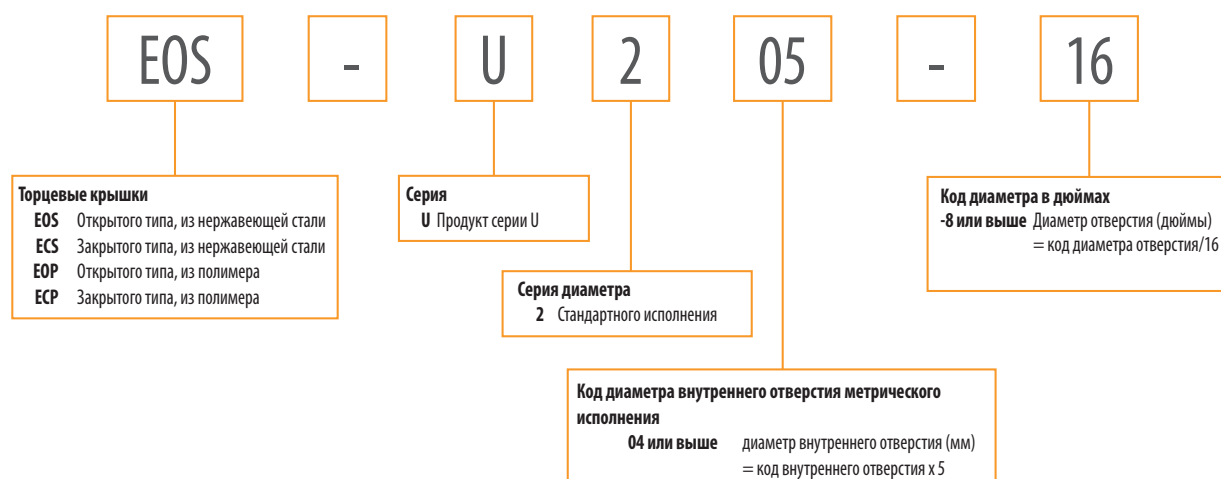 EOS - U 2 05 - 16
Торцевые крышки
EOS Открытого типа, из нержавеющей стали
ECS Закрытого типа, из нержавеющей стали
EOP Открытого типа, из полимера
ECP Закрытого типа, из полимера
Серия
U Продукт серии U
Серия диаметра
2 Стандартного исполнения
Код диаметра внутреннего отверстия метрического
исполнения
04 или выше диаметр внутреннего отверстия (мм)
= код внутреннего отверстия x 5
Код диаметра в дюймах
-8 или выше Диаметр отверстия (дюймы)
= код диаметра отверстия/16